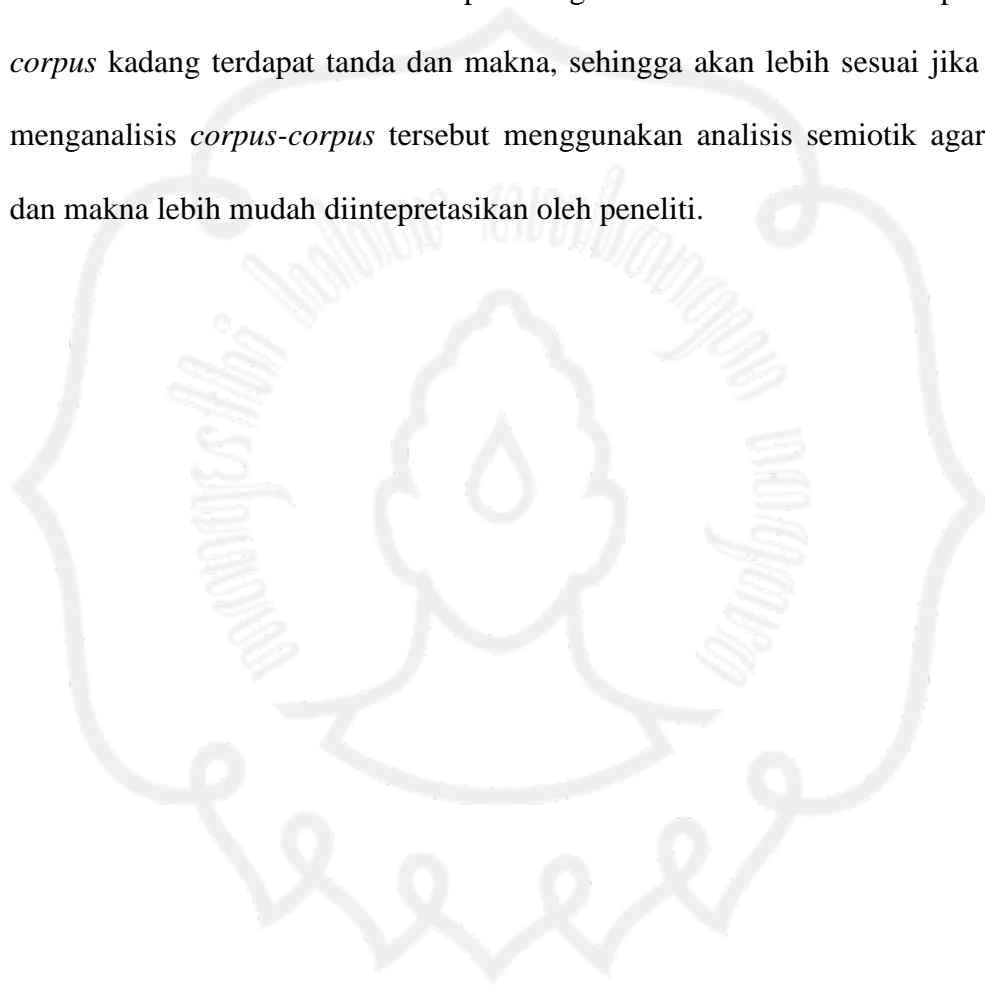 corpus kadang terdapat tanda dan makna, sehingga akan lebih sesuai jika
menganalisis corpus-corpus tersebut menggunakan analisis semiotik agar
dan makna lebih mudah diintepretasikan oleh peneliti.